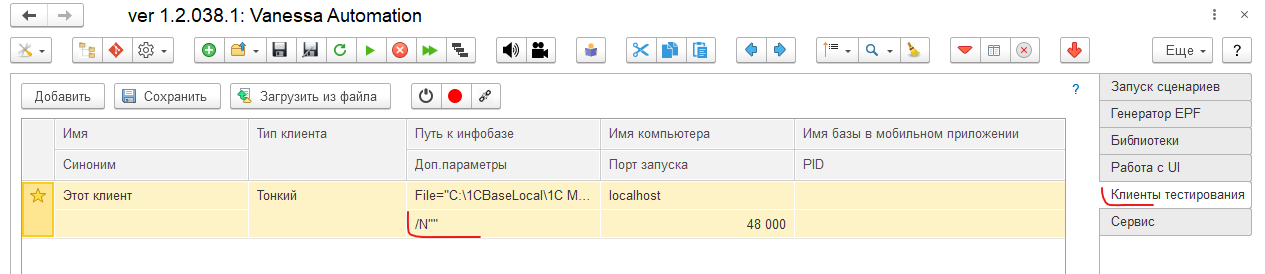 ver 1.2.038.1: Vanessa Automation
Еще
?
Добавить
Сохранить
Загрузить из файла
?
Имя
Тип клиента
Путь к инфобазе
Имя компьютера
Имя базы в мобильном приложении
Синоним
Доп.параметры
Порт запуска
PID
Этот клиент
Тонкий
File="C:\1CBaseLocal\1C М...
localhost
/N""
48 000
Запуск сценариев
Генератор EPF
Библиотеки
Работа с UI
Клиенты тестирования
Сервис